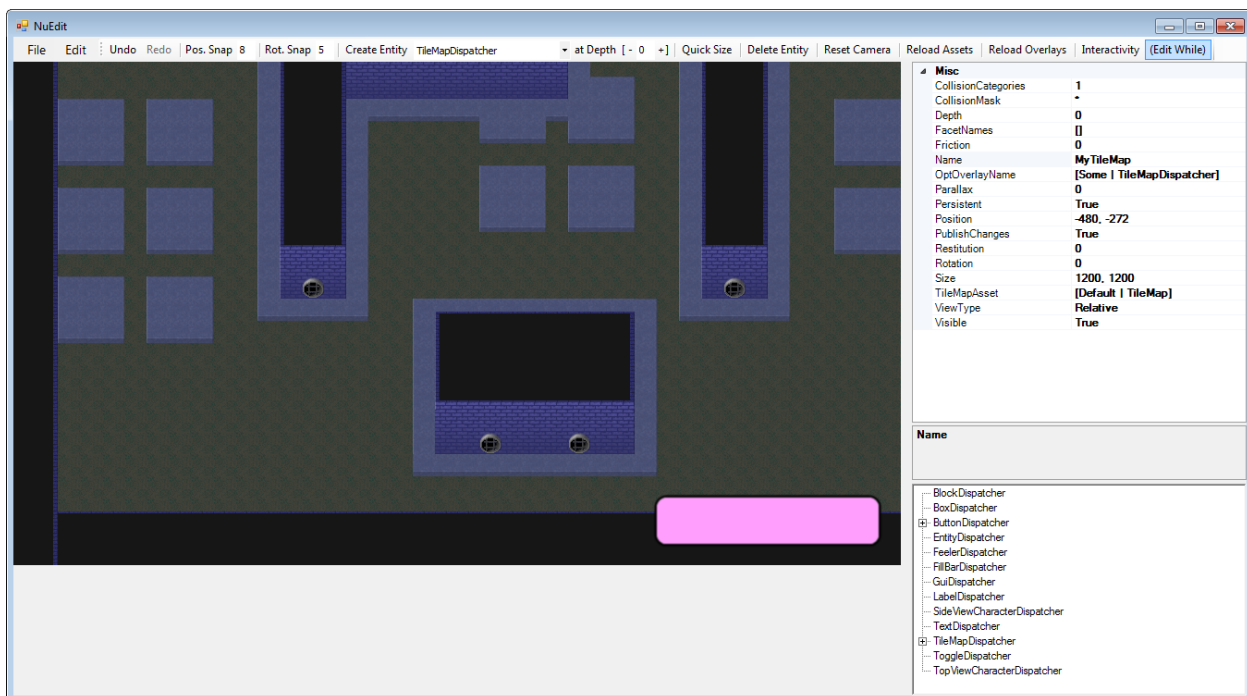 NuEdit
File Edit Undo Redo Pos. Snap 8 Rot. Snap 5 Create Entity TileMapDispatcher at Depth [ - 0 +] Quick Size Delete Entity Reset Camera Reload Assets Reload Overlays Interactivity (Edit While)
Misc
CollisionCategories 1
CollisionMask *
Depth 0
FacetNames []
Friction 0
Name MyTileMap
OptOverlayName [Some | TileMapDispatcher]
Parallax 0
Persistent True
Position -480, -272
PublishChanges True
Restitution 0
Rotation 0
Size 1200, 1200
TileMapAsset [Default | TileMap]
ViewType Relative
Visible True
Name
BlockDispatcher
BoxDispatcher
ButtonDispatcher
EntityDispatcher
FeelerDispatcher
FillBarDispatcher
GuiDispatcher
LabelDispatcher
SideViewCharacterDispatcher
TextDispatcher
TileMapDispatcher
ToggleDispatcher
TopViewCharacterDispatcher